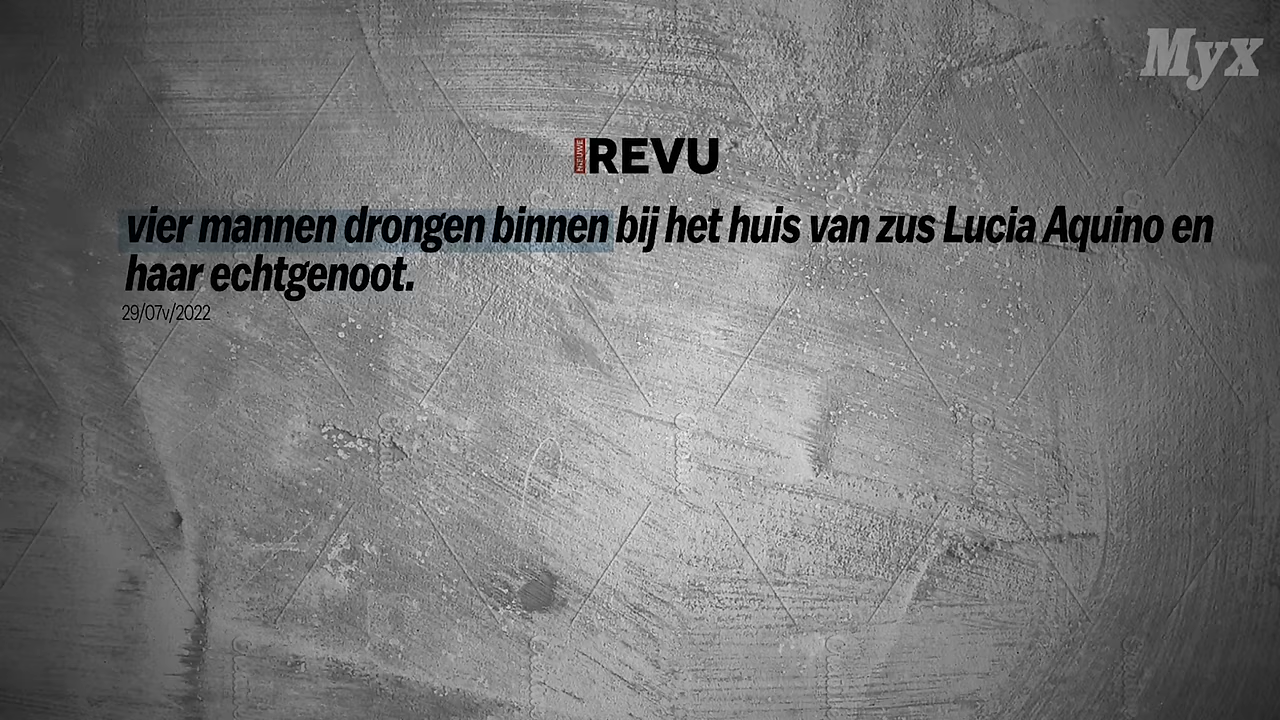 Myx
NIEUWE REVU
vier mannen drongen binnen bij het huis van zus Lucia Aquino en
haar echtgenoot.
29/07v/2022